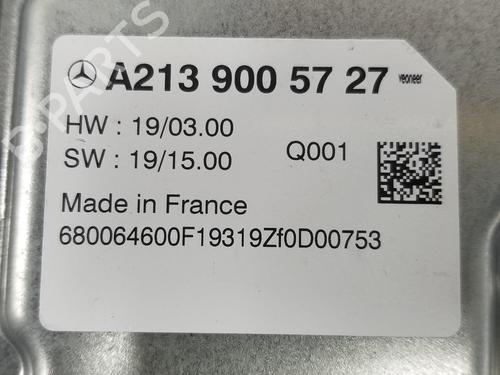 A213 900 57 27 veoneer
HW : 19/03.00
SW : 19/15.00 Q001
Made in France
680064600F19319Zf0D00753
B-PARTS